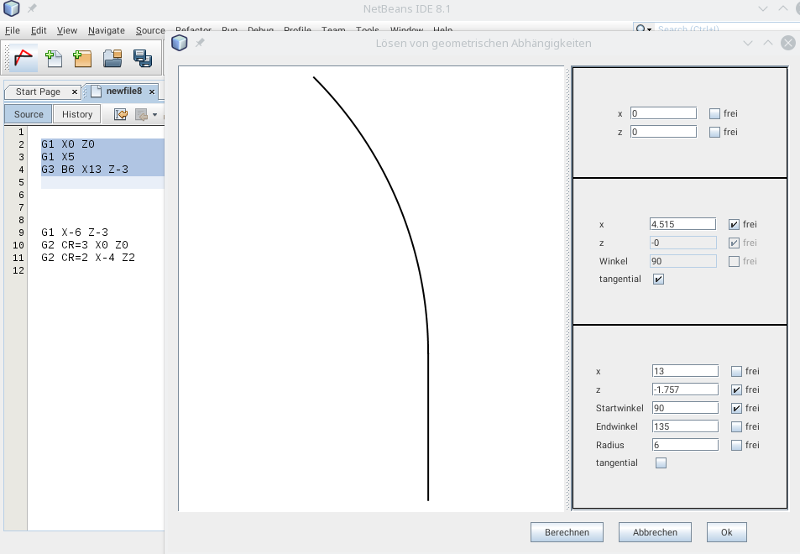 NetBeans IDE 8.1
File Edit View Navigate Source Refactor Run Debug Profile Team Tools Window Help
Search (Ctrl+I)
Lösen von geometrischen Abhängigkeiten
Start Page newfile8
Source History
1
2 G1 X0 Z0
3 G1 X5
4 G3 B6 X13 Z-3
5
6
7
8
9 G1 X-6 Z-3
10 G2 CR=3 X0 Z0
11 G2 CR=2 X-4 Z2
12
x 0 frei
z 0 frei
x 4.515 frei
z -0 frei
Winkel 90 frei
tangential
x 13 frei
z -1.757 frei
Startwinkel 90 frei
Endwinkel 135 frei
Radius 6 frei
tangential
Berechnen Abbrechen Ok